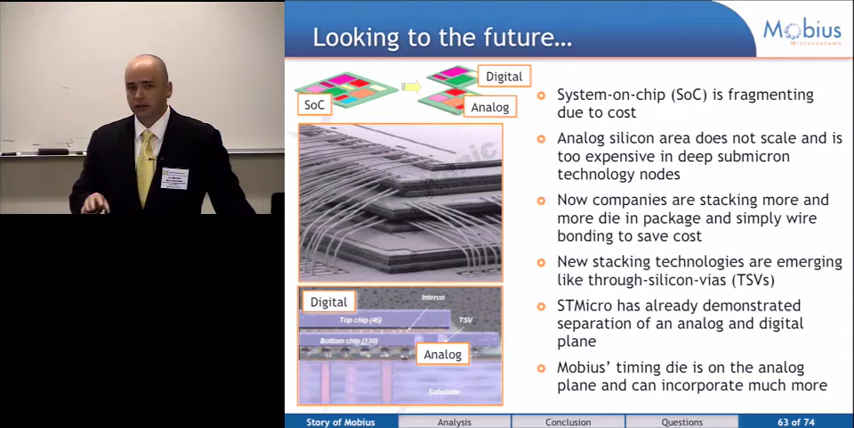 Looking to the future...
Mobius
Microsystems
SoC
Digital
Analog
System-on-chip (SoC) is fragmenting
due to cost
Analog silicon area does not scale and is
too expensive in deep submicron
technology nodes
Now companies are stacking more and
more die in package and simply wire
bonding to save cost
New stacking technologies are emerging
like through-silicon-vias (TSVs)
STMicro has already demonstrated
separation of an analog and digital
plane
Mobius' timing die is on the analog
plane and can incorporate much more
Digital
Interco
Top chip (45)
TSV
Bottom chip (130)
Analog
Substrate
Story of Mobius
Analysis
Conclusion
Questions
63 of 74